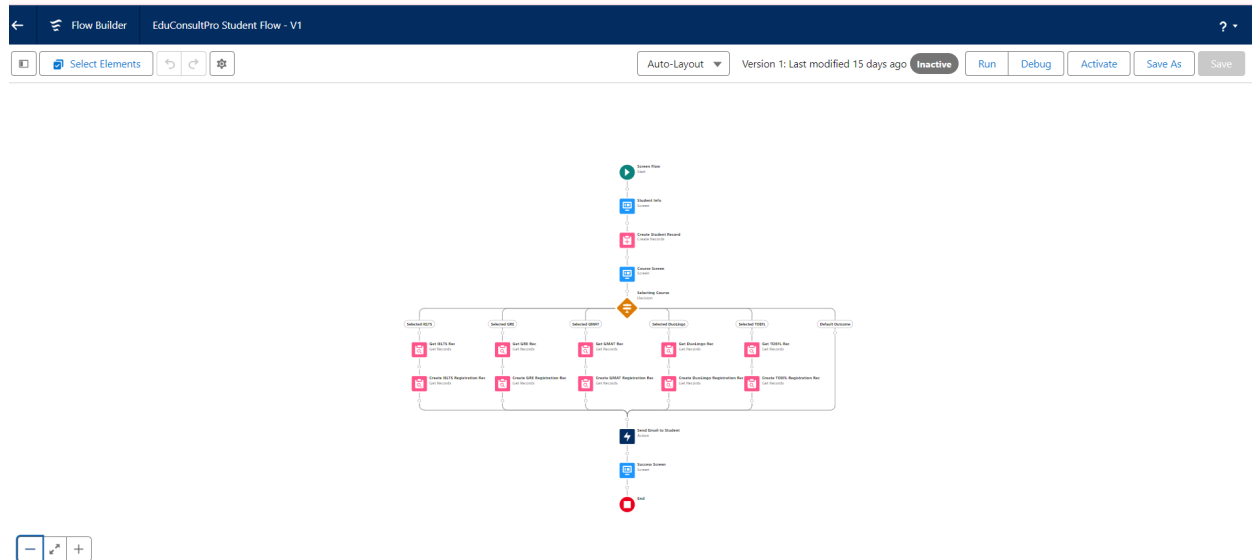 Flow Builder
EduConsultPro Student Flow - V1
?
Select Elements
Auto-Layout
Version 1: Last modified 15 days ago
Inactive
Run
Debug
Activate
Save As
Save
Screen Flow
Start
Student Info
Screen
Create Student Record
Create Records
Course Screen
Screen
Selecting Course
Decision
Selected IELTS
Selected GRE
Selected GMAT
Selected DuoLingo
Selected TOEFL
Default Outcome
Get IELTS Rec
Get Records
Get GRE Rec
Get Records
Get GMAT Rec
Get Records
Get DuoLingo Rec
Get Records
Get TOEFL Rec
Get Records
Create IELTS Registration Rec
Get Records
Create GRE Registration Rec
Get Records
Create GMAT Registration Rec
Get Records
Create DuoLingo Registration Rec
Get Records
Create TOEFL Registration Rec
Get Records
Send Email to Student
Action
Success Screen
Screen
End